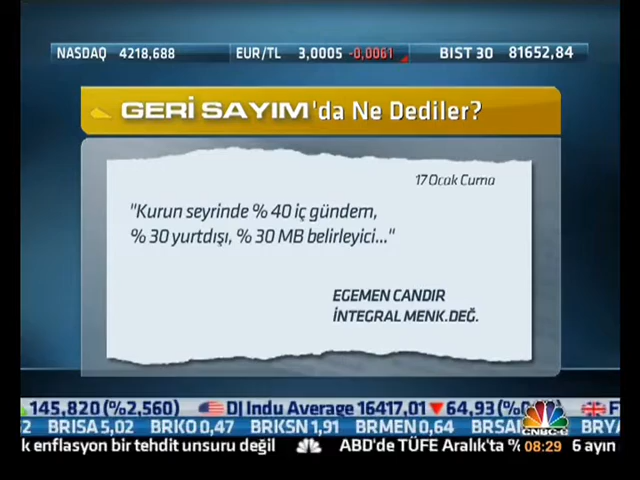 NASDAQ 4218,688 EUR/TL 3,0005 -0,0061 BIST 30 81652,84
GERİ SAYIM'da Ne Dediler?
17 Ocak Cuma
"Kurun seyrinde % 40 iç gündem,
% 30 yurtdışı, % 30 MB belirleyici..."
EGEMEN CANDIR
İNTEGRAL MENK.DEĞ.
145,820 (%2,560) DJ Indu Average 16417,01 64,93 (%0
BRISA 5,02 BRKO 0,47 BRKSN 1,91 BRMEN 0,64 BRSA
CNBC-E
k enflasyon bir tehdit unsuru değil ABD'de TÜFE Aralık'ta % 08:29 6 ayın